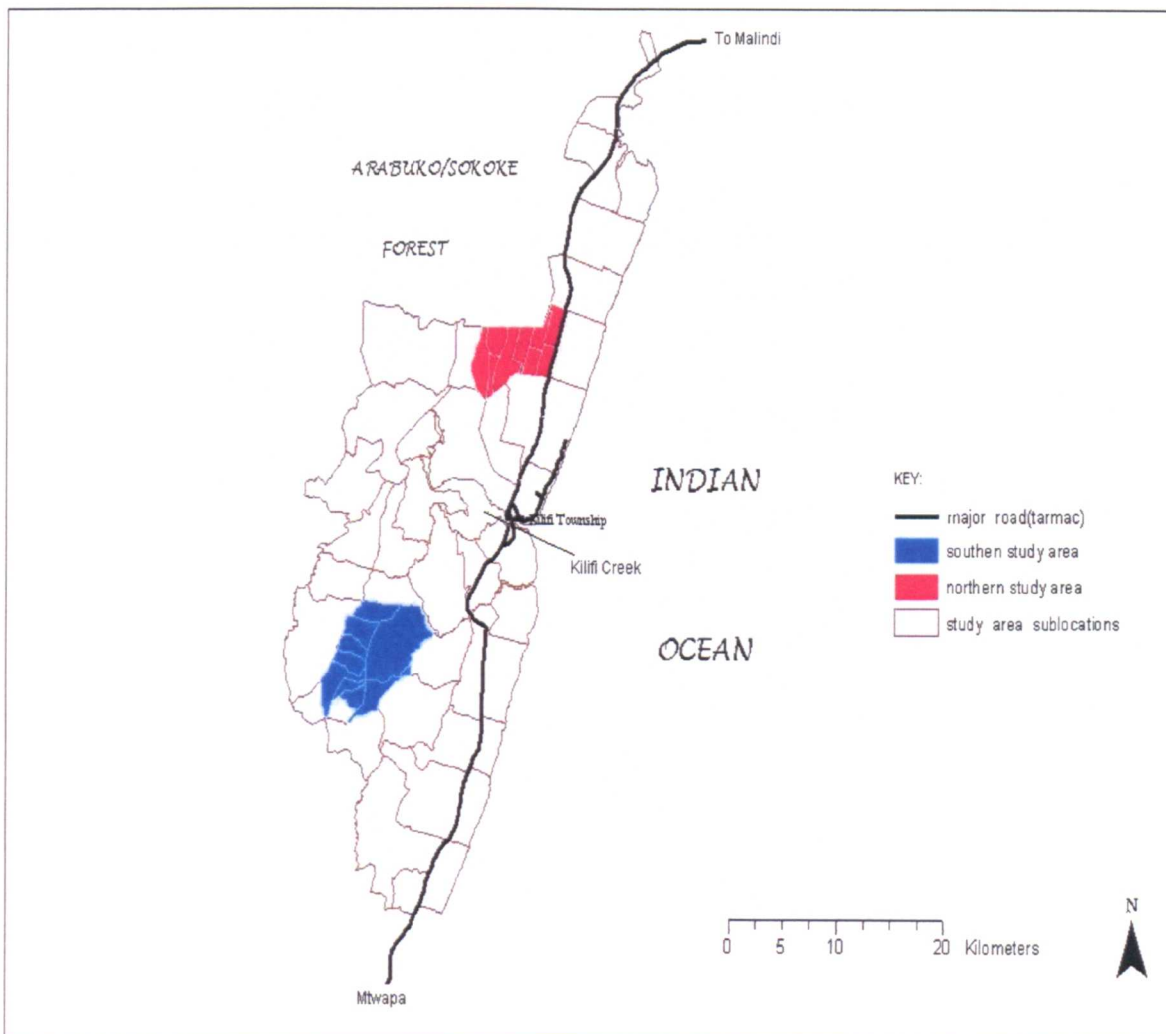 To Malindi
ARABUKO/SOKOKE
FOREST
INDIAN
KEY:
major road(tarmac)
southen study area
northern study area
study area sublocations
Kilifi Township
Kilifi Creek
OCEAN
N
0 5 10 20 Kilometers
Mtwapa